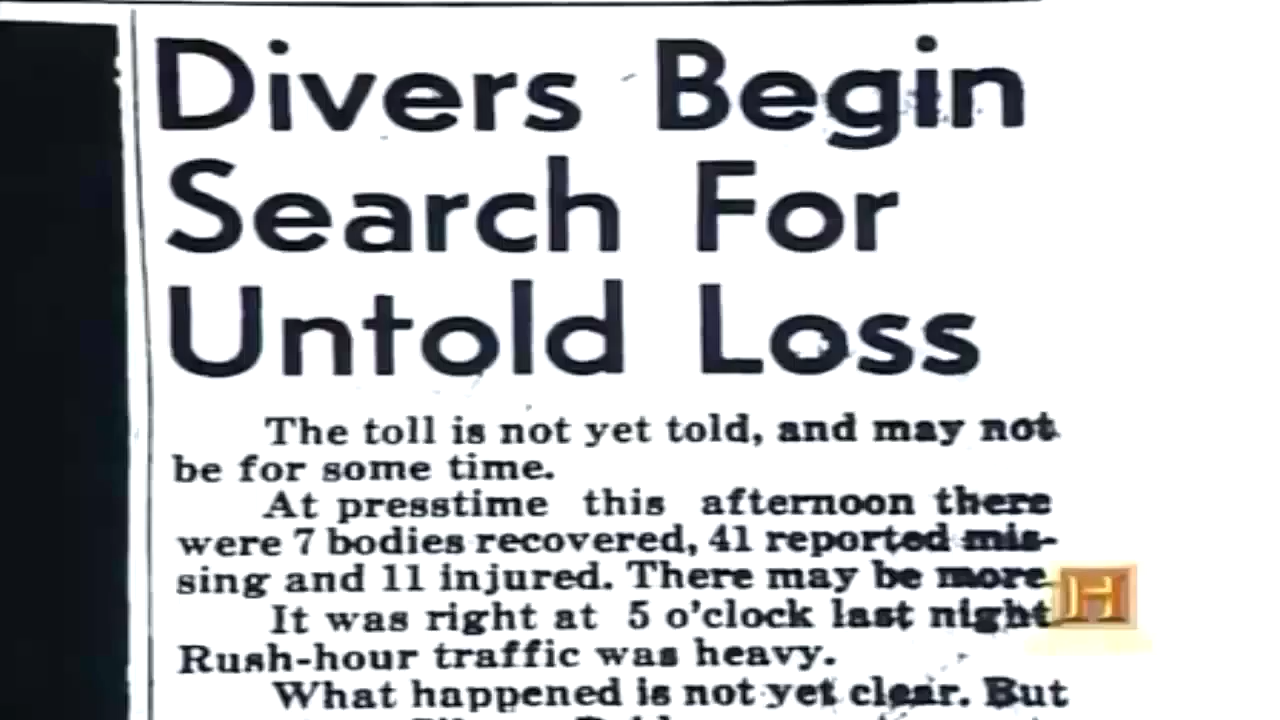 Divers Begin
Search For
Untold Loss
The toll is not yet told, and may not
be for some time.
At presstime this afternoon there
were 7 bodies recovered, 41 reported mis-
sing and 11 injured. There may be more
It was right at 5 o'clock last night
Rush-hour traffic was heavy.
What happened is not yet clear. But
H